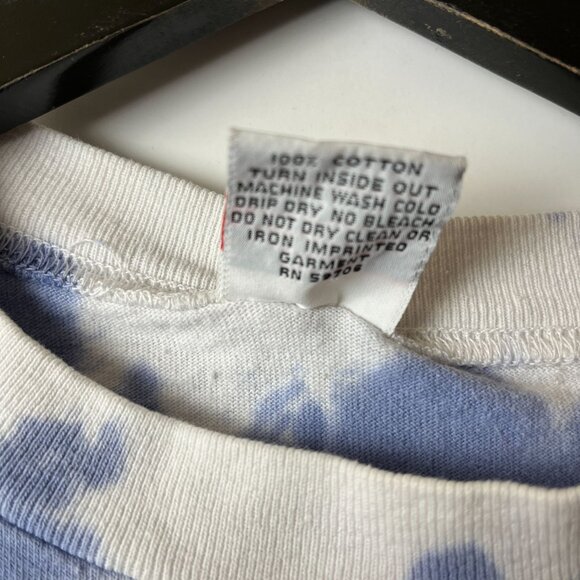 100% COTTON
TURN INSIDE OUT
MACHINE WASH COLD
DRIP DRY NO BLEACH
DO NOT DRY CLEAN OR
IRON IMPRINTED
GARMENT
RN